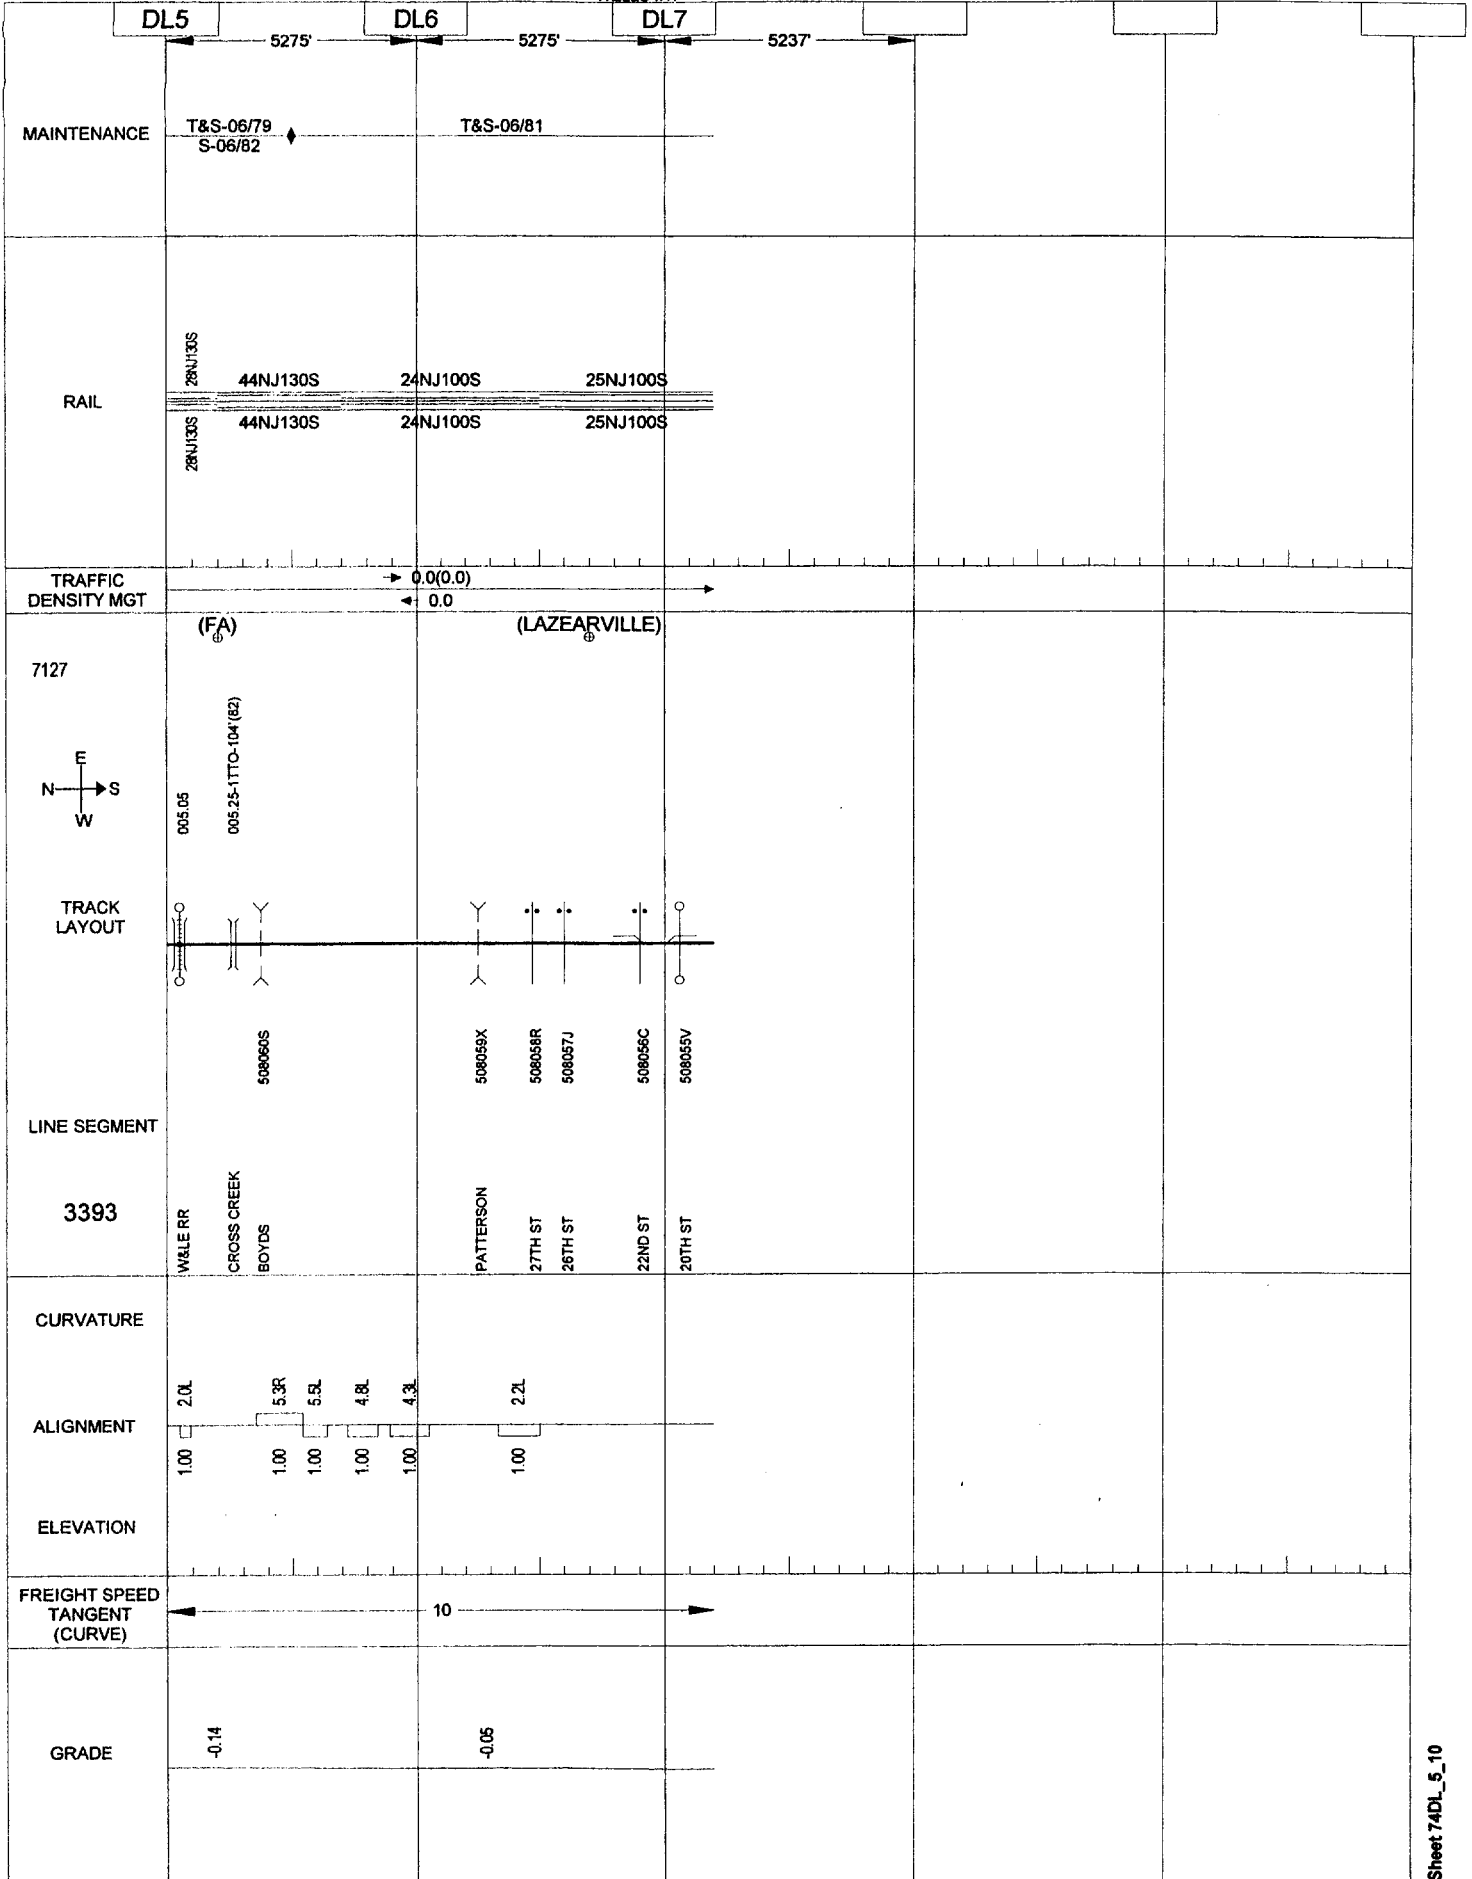 DL5 DL6 DL7
5275' 5275' 5237'
MAINTENANCE
T&S-06/79
S-06/82
T&S-06/81
RAIL
28NJ130S 44NJ130S 24NJ100S 25NJ100S
28NJ130S 44NJ130S 24NJ100S 25NJ100S
TRAFFIC
DENSITY MGT
0.0(0.0)
0.0
(FA) (LAZEARVILLE)
7127
E
N S
W
005.05
005.25-1TTO-104'(82)
TRACK
LAYOUT
508060S
508059X
508058R
508057J
508056C
508055V
LINE SEGMENT
3393
W&LE RR
CROSS CREEK
BOYDS
PATTERSON
27TH ST
26TH ST
22ND ST
20TH ST
CURVATURE
2.0L 5.3R 5.5L 4.8L 4.3L 2.2L
ALIGNMENT
1.00 1.00 1.00 1.00 1.00 1.00
ELEVATION
FREIGHT SPEED
TANGENT
(CURVE)
10
GRADE
-0.14 -0.05
Sheet 74DL_5_10